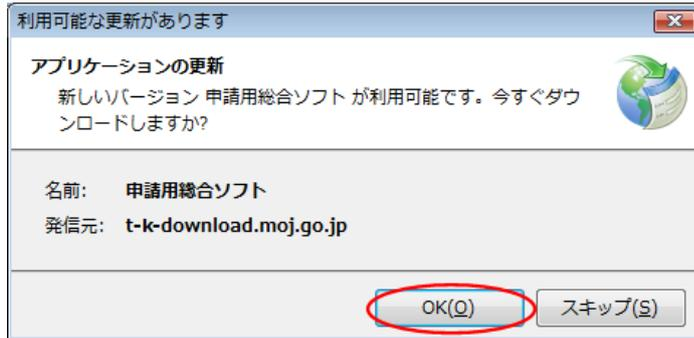 利用可能な更新があります
アプリケーションの更新
新しいバージョン 申請用総合ソフト が利用可能です。今すぐダウ
ンロードしますか?
名前: 申請用総合ソフト
発信元: t-k-download.moj.go.jp
OK(O) スキップ(S)